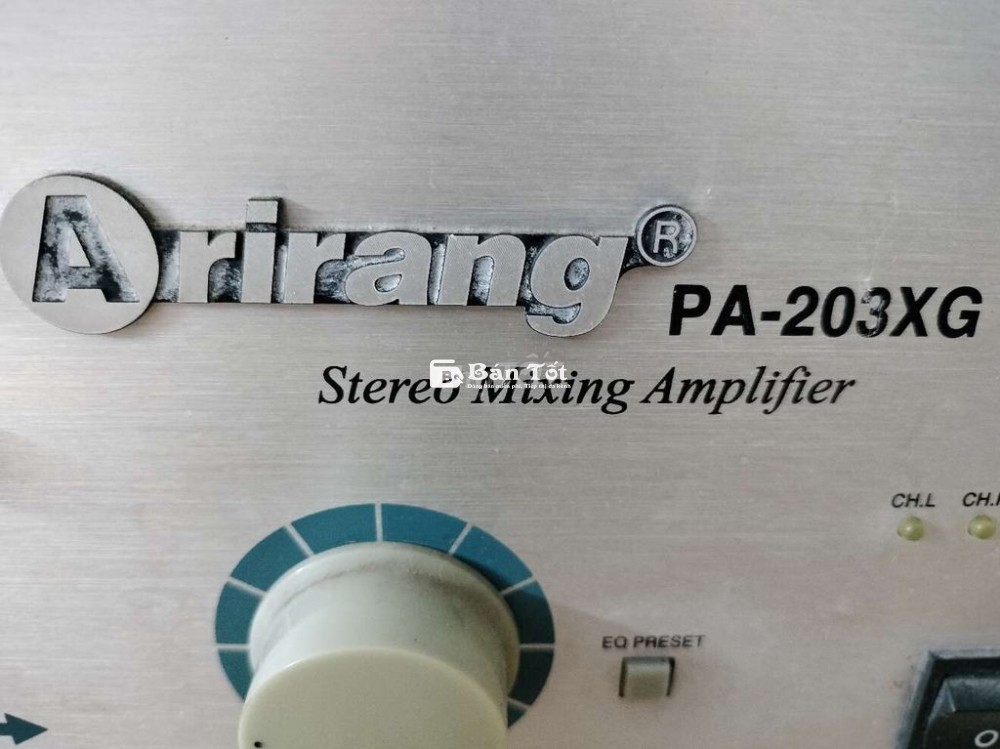 Arirang®
PA-203XG
Bán Tốt
Stereo Mixing Amplifier
CH.L
EQ PRESET